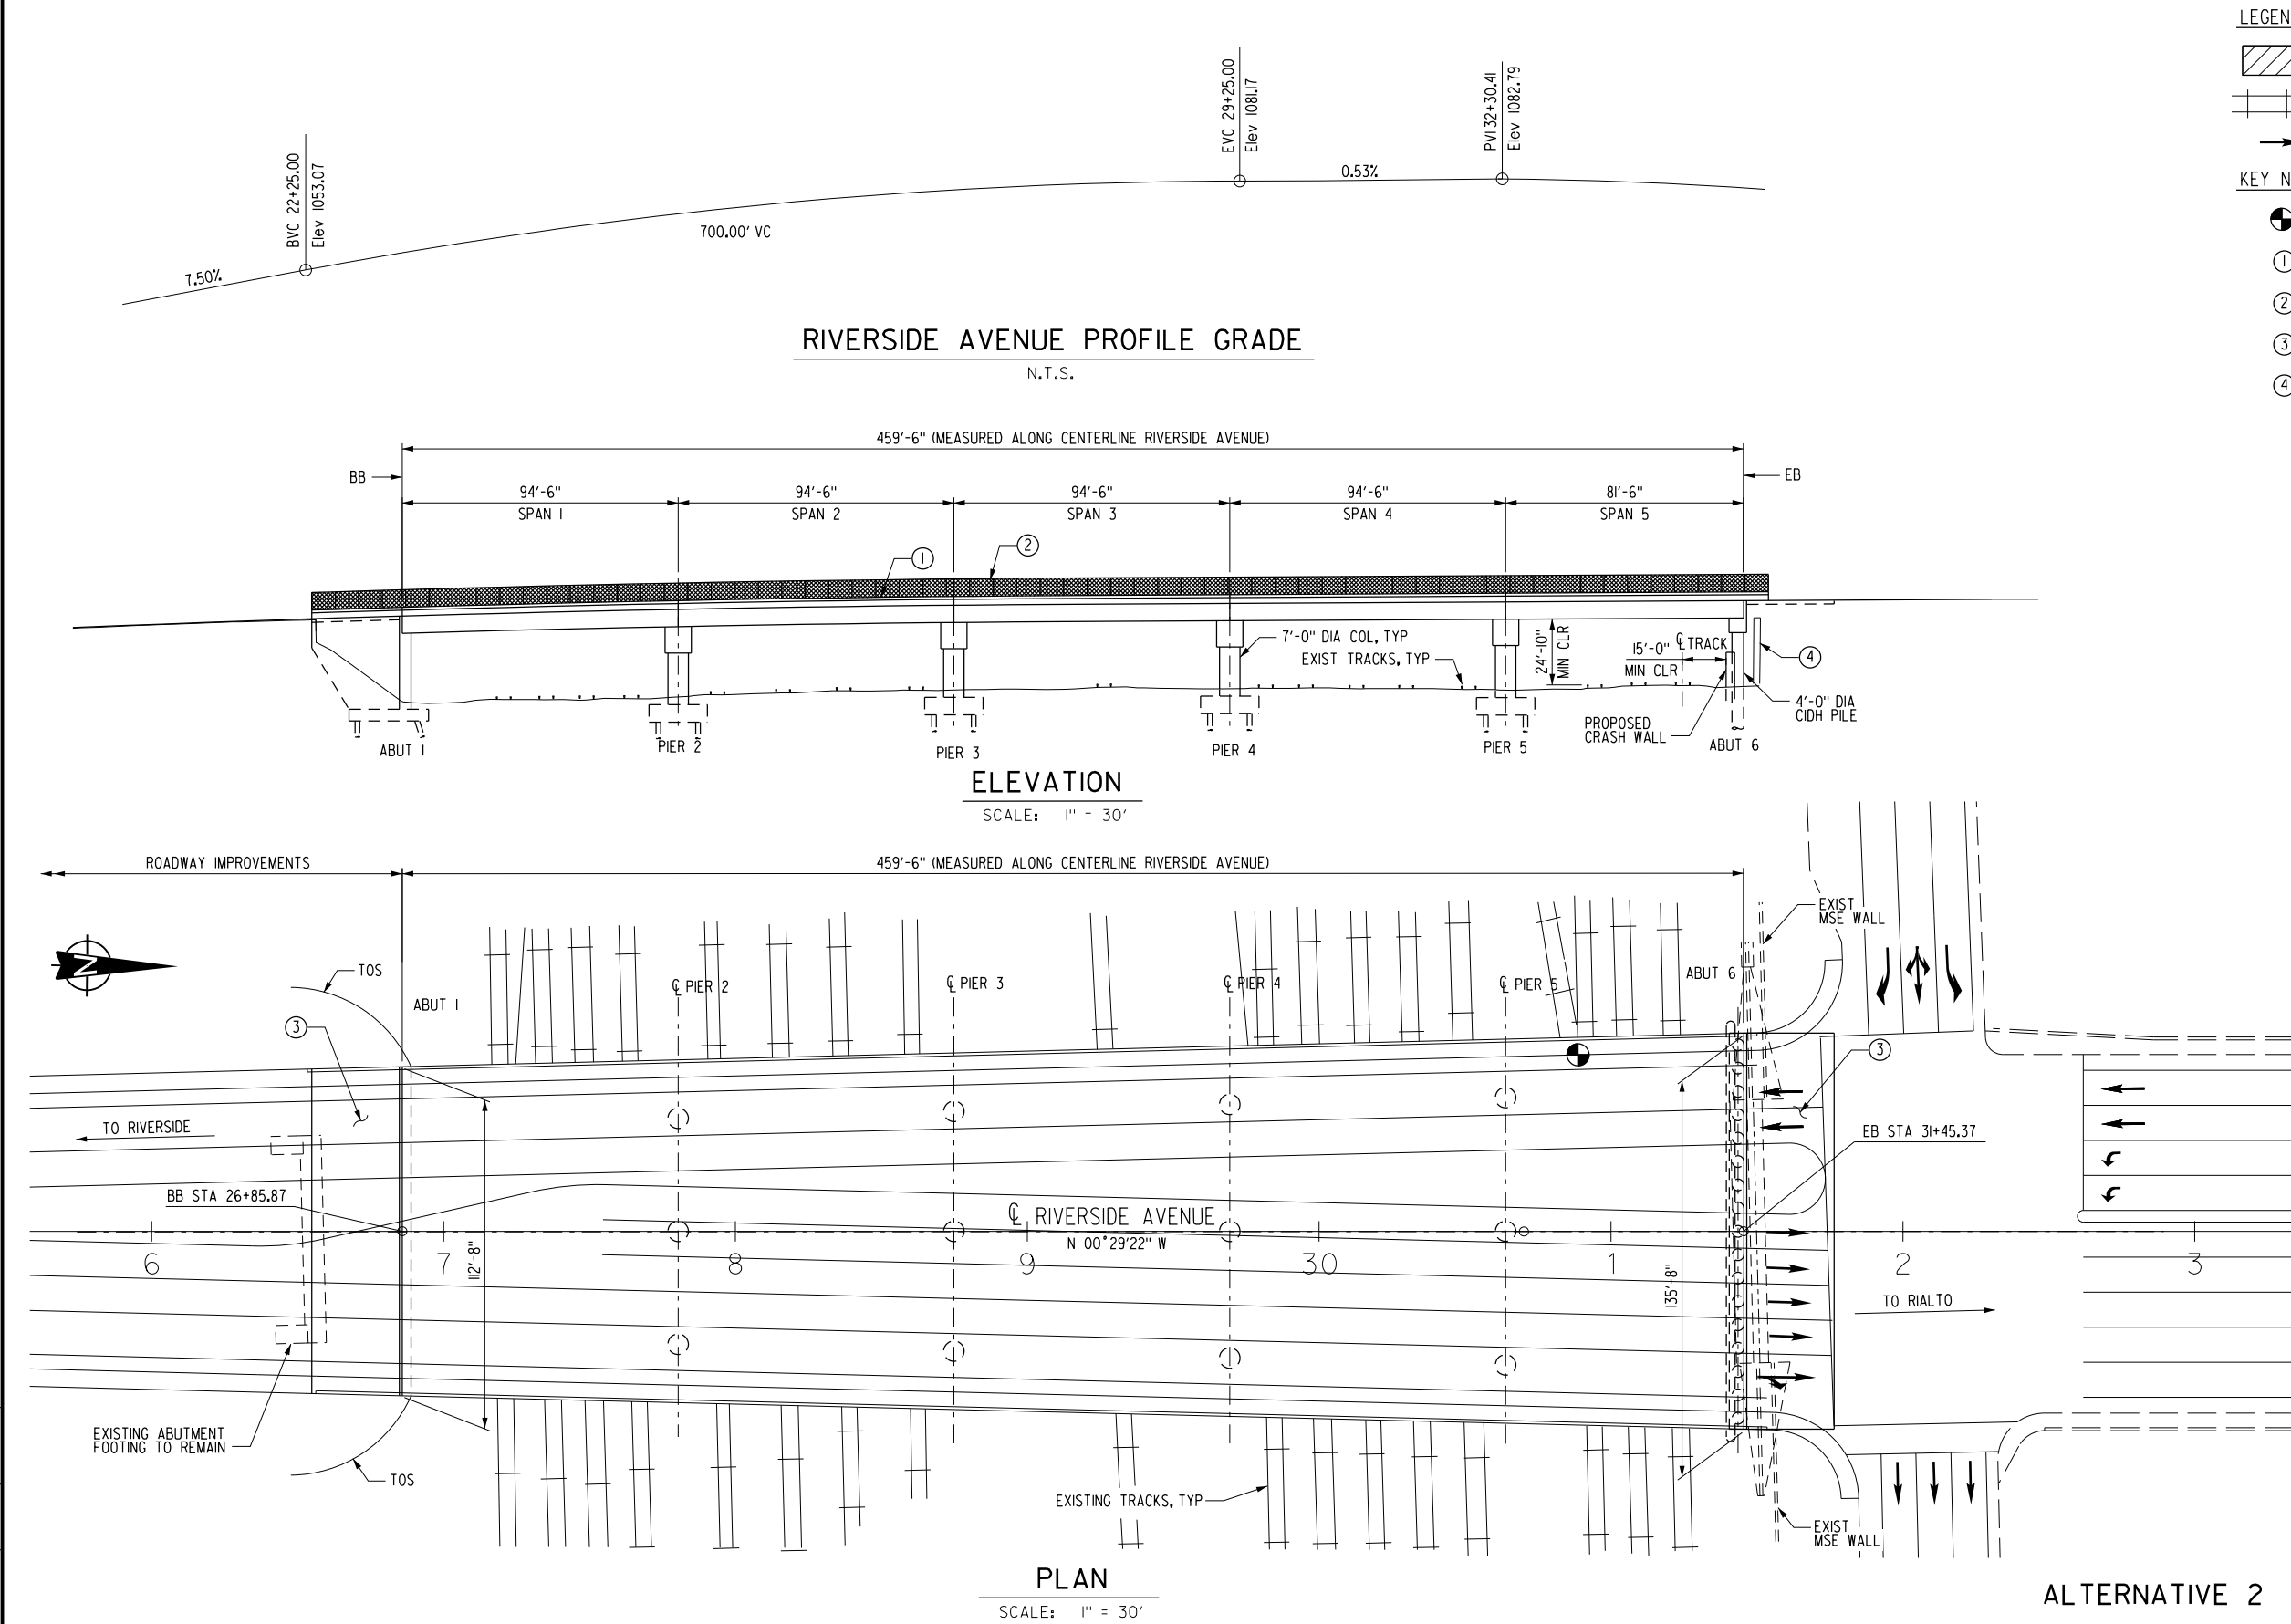 LEGEN
KEY N
1
2
3
4
BVC 22+25.00
Elev 1053.07
7.50%
700.00' VC
EVC 29+25.00
Elev 1081.17
0.53%
PVI 32+30.41
Elev 1082.79
RIVERSIDE AVENUE PROFILE GRADE
N.T.S.
459'-6" (MEASURED ALONG CENTERLINE RIVERSIDE AVENUE)
BB
EB
94'-6"
SPAN 1
94'-6"
SPAN 2
94'-6"
SPAN 3
94'-6"
SPAN 4
81'-6"
SPAN 5
1
2
7'-0" DIA COL, TYP
EXIST TRACKS, TYP
24'-10"
MIN CLR
15'-0"
MIN CLR
℄ TRACK
4
4'-0" DIA
CIDH PILE
PROPOSED
CRASH WALL
ABUT 1
PIER 2
PIER 3
PIER 4
PIER 5
ABUT 6
ELEVATION
SCALE: 1" = 30'
ROADWAY IMPROVEMENTS
459'-6" (MEASURED ALONG CENTERLINE RIVERSIDE AVENUE)
EXIST
MSE WALL
N
TOS
ABUT 1
℄ PIER 2
℄ PIER 3
℄ PIER 4
℄ PIER 5
ABUT 6
3
3
TO RIVERSIDE
EB STA 31+45.37
BB STA 26+85.87
℄ RIVERSIDE AVENUE
N 00°29'22" W
6
7
8
9
30
1
2
3
112'-8"
135'-8"
TO RIALTO
EXISTING ABUTMENT
FOOTING TO REMAIN
TOS
EXISTING TRACKS, TYP
EXIST
MSE WALL
PLAN
SCALE: 1" = 30'
ALTERNATIVE 2